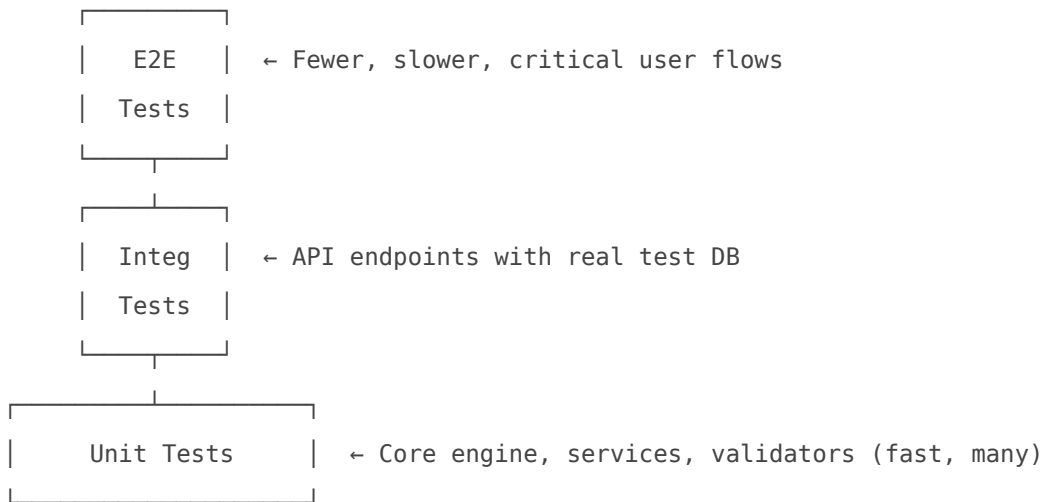 E2E ← Fewer, slower, critical user flows
Tests
Integ ← API endpoints with real test DB
Tests
Unit Tests ← Core engine, services, validators (fast, many)